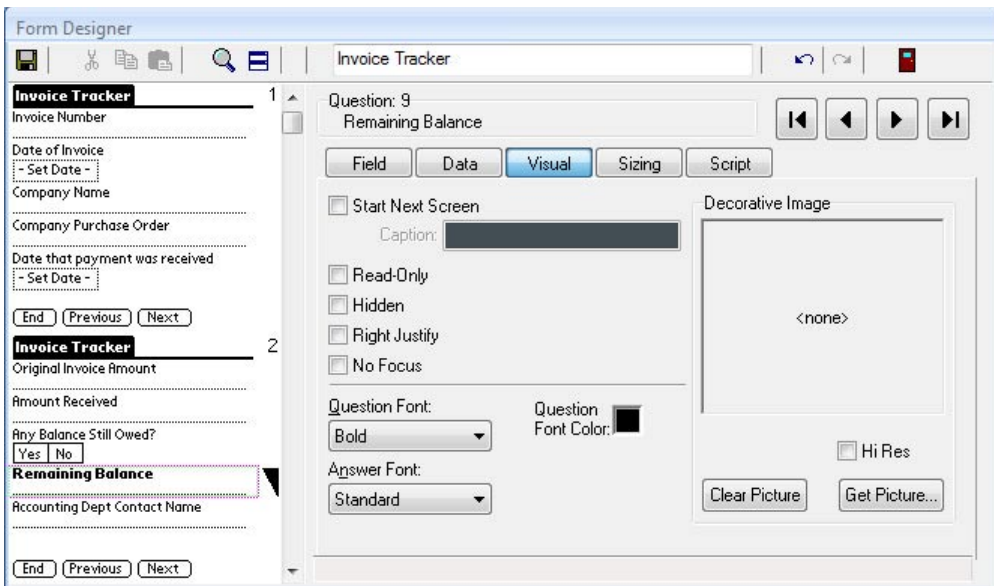 Form Designer
Invoice Tracker
Invoice Tracker 1
Invoice Number
Date of Invoice
- Set Date -
Company Name
Company Purchase Order
Date that payment was received
- Set Date -
End Previous Next
Invoice Tracker 2
Original Invoice Amount
Amount Received
Any Balance Still Owed?
Yes No
Remaining Balance
Accounting Dept Contact Name
End Previous Next
Question: 9
Remaining Balance
Field Data Visual Sizing Script
Start Next Screen
Caption:
Read-Only
Hidden
Right Justify
No Focus
Question Font:
Bold
Question
Font Color:
Answer Font:
Standard
Decorative Image
<none>
Hi Res
Clear Picture Get Picture...